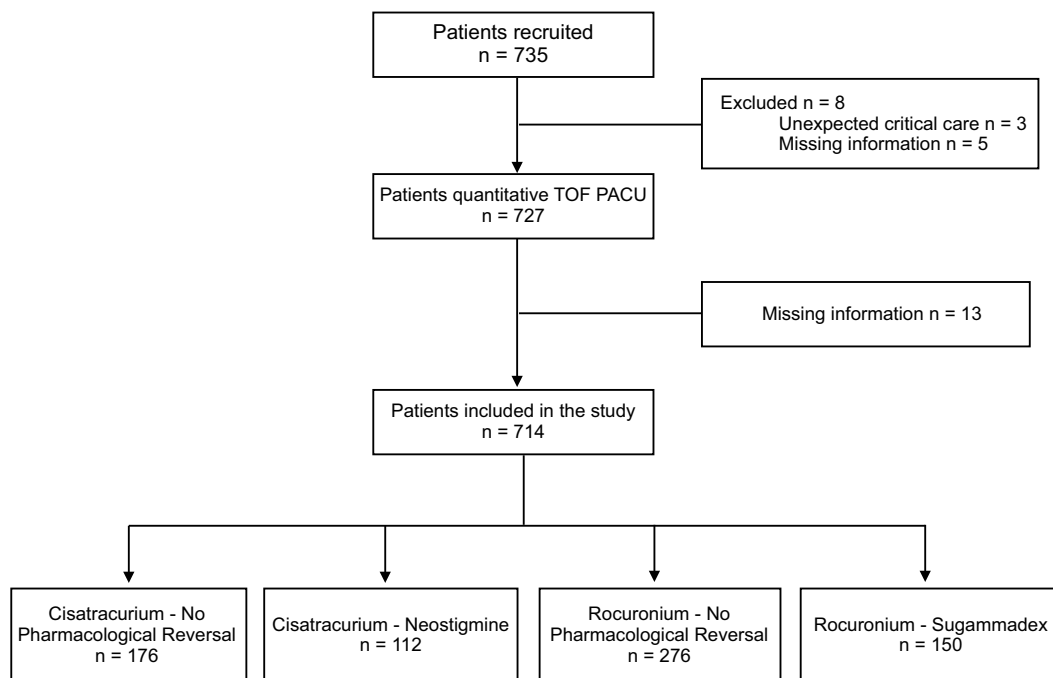 Patients recruited
n = 735
Excluded n = 8
Unexpected critical care n = 3
Missing information n = 5
Patients quantitative TOF PACU
n = 727
Missing information n = 13
Patients included in the study
n = 714
Cisatracurium - No
Pharmacological Reversal
n = 176
Cisatracurium - Neostigmine
n = 112
Rocuronium - No
Pharmacological Reversal
n = 276
Rocuronium - Sugammadex
n = 150